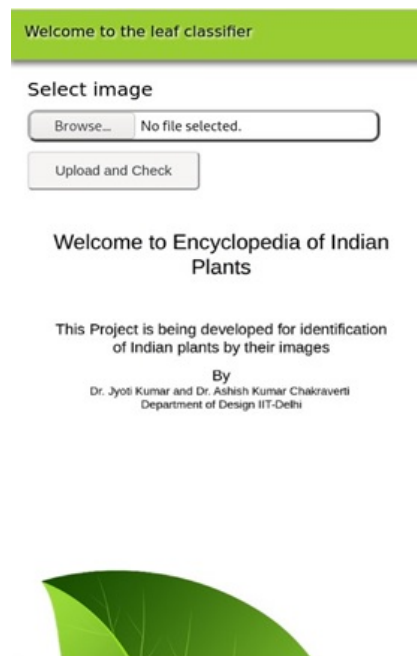 Welcome to the leaf classifier
Select image
Browse... No file selected.
Upload and Check
Welcome to Encyclopedia of Indian
Plants
This Project is being developed for identification
of Indian plants by their images
By
Dr. Jyoti Kumar and Dr. Ashish Kumar Chakraverti
Department of Design IIT-Delhi